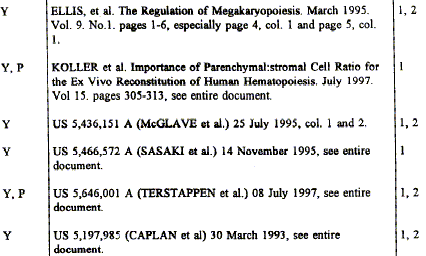 Y ELLIS, et al. The Regulation of Megakaryopoiesis. March 1995. 1, 2
Vol. 9. No.1. pages 1-6, especially page 4, col. 1 and page 5, col.
1.
Y, P KOLLER et al. Importance of Parenchymal:stromal Cell Ratio for 1
the Ex Vivo Reconstitution of Human Hematopoiesis. July 1997.
Vol 15. pages 305-313, see entire document.
Y US 5,436,151 A (McGLAVE et al.) 25 July 1995, col. 1 and 2. 1, 2
Y US 5,466,572 A (SASAKI et al.) 14 November 1995, see entire 1
document.
Y, P US 5,646,001 A (TERSTAPPEN et al.) 08 July 1997, see entire 1, 2
document.
Y US 5,197,985 (CAPLAN et al) 30 March 1993, see entire 1, 2
document.